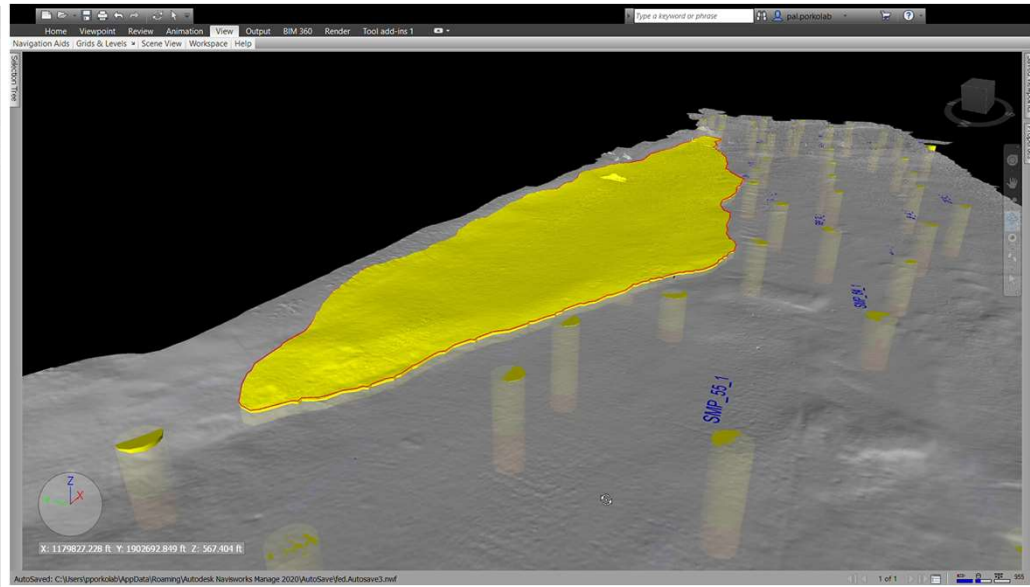 Type a keyword or phrase
pal.porkolab
Home Viewpoint Review Animation View Output BIM 360 Render Tool add-ins 1
Navigation Aids Grids & Levels Scene View Workspace Help
Selection Tree
SMP_55_1
Z
X
X: 1179827.228 ft Y: 1902692.849 ft Z: 567.404 ft
AutoSaved: C:\Users\pporkolab\AppData\Roaming\Autodesk Navisworks Manage 2020\AutoSave\fed.Autosave3.nwf
1 of 1